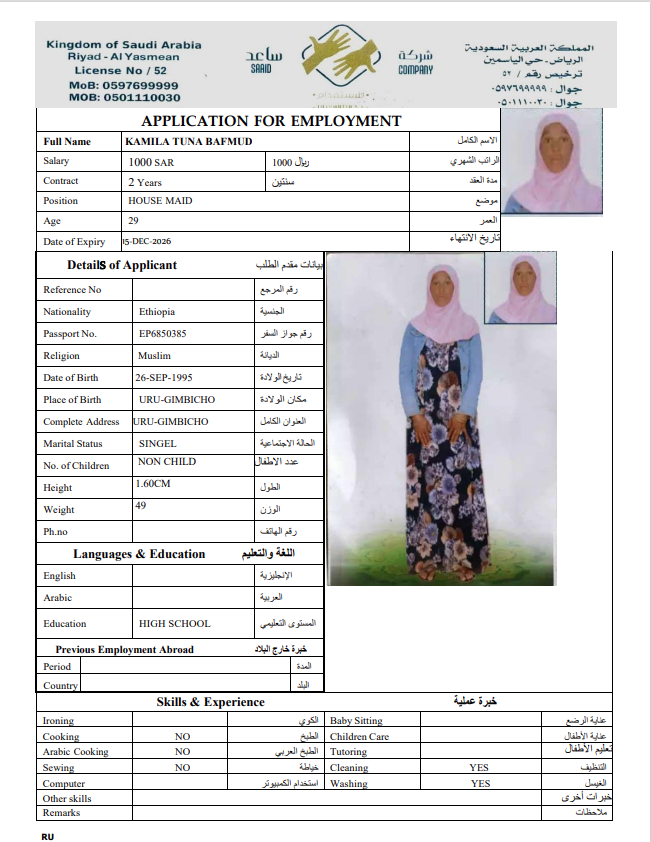 Kingdom of Saudi Arabia
Riyad - Al Yasmean
License No / 52
MoB: 0597699999
MOB: 0501110030
ساعد
SAAID
شركة
COMPANY
للاستقدام
المملكة العربية السعودية
الرياض - حي الياسمين
ترخيص رقم / ٥٢
جوال : ٠٥٩٧٦٩٩٩٩٩
جوال : ٠٥٠١١١٠٠٣٠
APPLICATION FOR EMPLOYMENT
Full Name KAMILA TUNA BAFMUD الاسم الكامل
Salary 1000 SAR 1000 ريال الراتب الشهري
Contract 2 Years سنتين مدة العقد
Position HOUSE MAID موضع
Age 29 العمر
Date of Expiry 15-DEC-2026 تاريخ الانتهاء
Details of Applicant بيانات مقدم الطلب
Reference No رقم المرجع
Nationality Ethiopia الجنسية
Passport No. EP6850385 رقم جواز السفر
Religion Muslim الديانة
Date of Birth 26-SEP-1995 تاريخ الولادة
Place of Birth URU-GIMBICHO مكان الولادة
Complete Address URU-GIMBICHO العنوان الكامل
Marital Status SINGEL الحالة الاجتماعية
No. of Children NON CHILD عدد الاطفال
Height 1.60CM الطول
Weight 49 الوزن
Ph.no رقم الهاتف
Languages & Education اللغة والتعليم
English الإنجليزية
Arabic العربية
Education HIGH SCHOOL المستوى التعليمي
Previous Employment Abroad خبرة خارج البلاد
Period المدة
Country البلد
Skills & Experience خبرة عملية
Ironing الكوي Baby Sitting عناية الرضع
Cooking NO الطبخ Children Care عناية الأطفال
Arabic Cooking NO الطبخ العربي Tutoring تعليم الأطفال
Sewing NO خياطة Cleaning YES التنظيف
Computer استخدام الكمبيوتر Washing YES الغسيل
Other skills خبرات أخرى
Remarks ملاحظات
RU